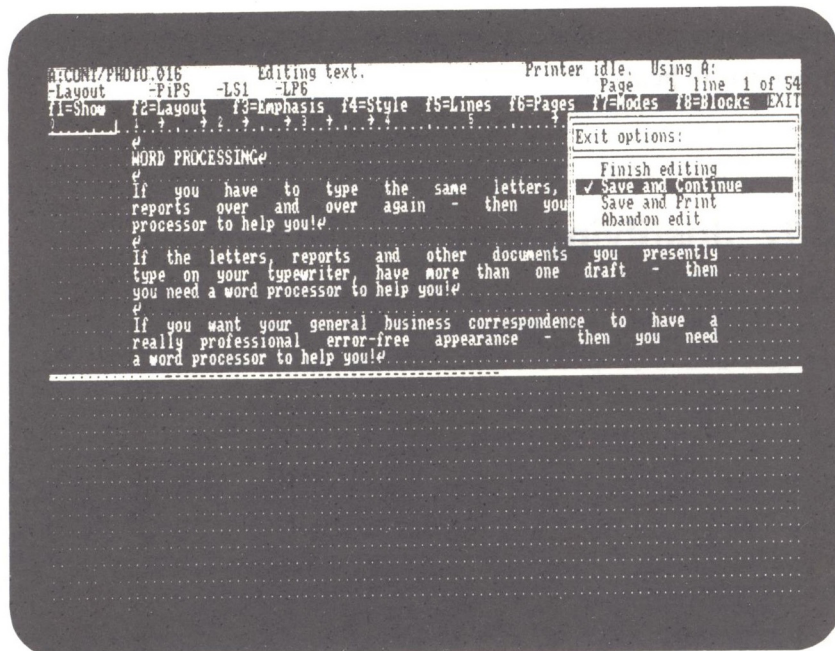 A:CONT/PHOTO.016 Editing text. Printer idle. Using A:
-Layout -PiPS -LS1 -LP6 Page 1 line 1 of 54
f1=Show f2=Layout f3=Emphasis f4=Style f5=Lines f6=Pages f7=Modes f8=Blocks EXIT
1 2 3 4 5
Exit options:
Finish editing
✓ Save and Continue
Save and Print
Abandon edit
WORD PROCESSING↵
If you have to type the same letters,
reports over and over again - then you
processor to help you!↵
If the letters, reports and other documents you presently
type on your typewriter, have more than one draft - then
you need a word processor to help you!↵
If you want your general business correspondence to have a
really professional error-free appearance - then you need
a word processor to help you!↵